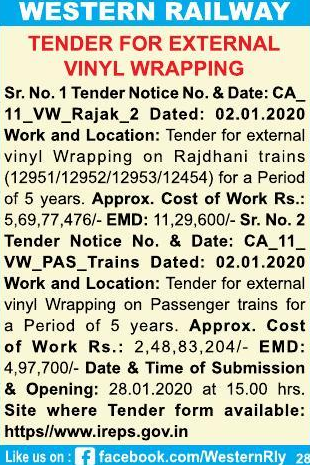 WESTERN RAILWAY
TENDER FOR EXTERNAL
VINYL WRAPPING
Sr. No. 1 Tender Notice No. & Date: CA_
11_VW_Rajak_2 Dated: 02.01.2020
Work and Location: Tender for external
vinyl Wrapping on Rajdhani trains
(12951/12952/12953/12454) for a Period
of 5 years. Approx. Cost of Work Rs.:
5,69,77,476/- EMD: 11,29,600/- Sr. No. 2
Tender Notice No. & Date: CA_11_
VW_PAS_Trains Dated: 02.01.2020
Work and Location: Tender for external
vinyl Wrapping on Passenger trains for
a Period of 5 years. Approx. Cost
of Work Rs.: 2,48,83,204/- EMD:
4,97,700/- Date & Time of Submission
& Opening: 28.01.2020 at 15.00 hrs.
Site where Tender form available:
https//www.ireps.gov.in
Like us on : f facebook.com/WesternRly 28